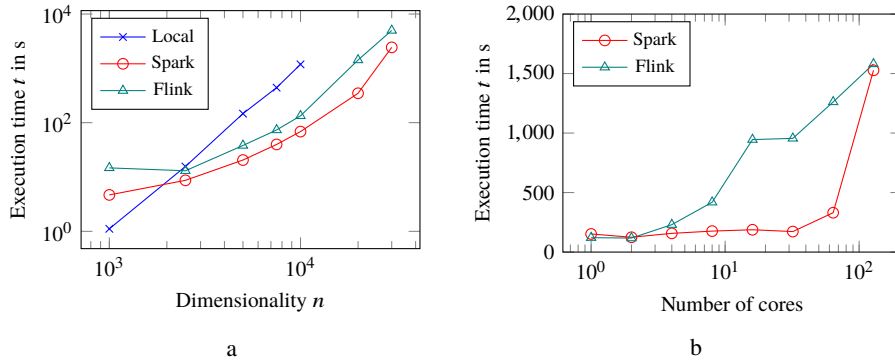 10^4
10^2
10^0
Execution time t in s
Local
Spark
Flink
10^3
10^4
Dimensionality n
a
2,000
1,500
1,000
500
0
Execution time t in s
Spark
Flink
10^0
10^1
10^2
Number of cores
b